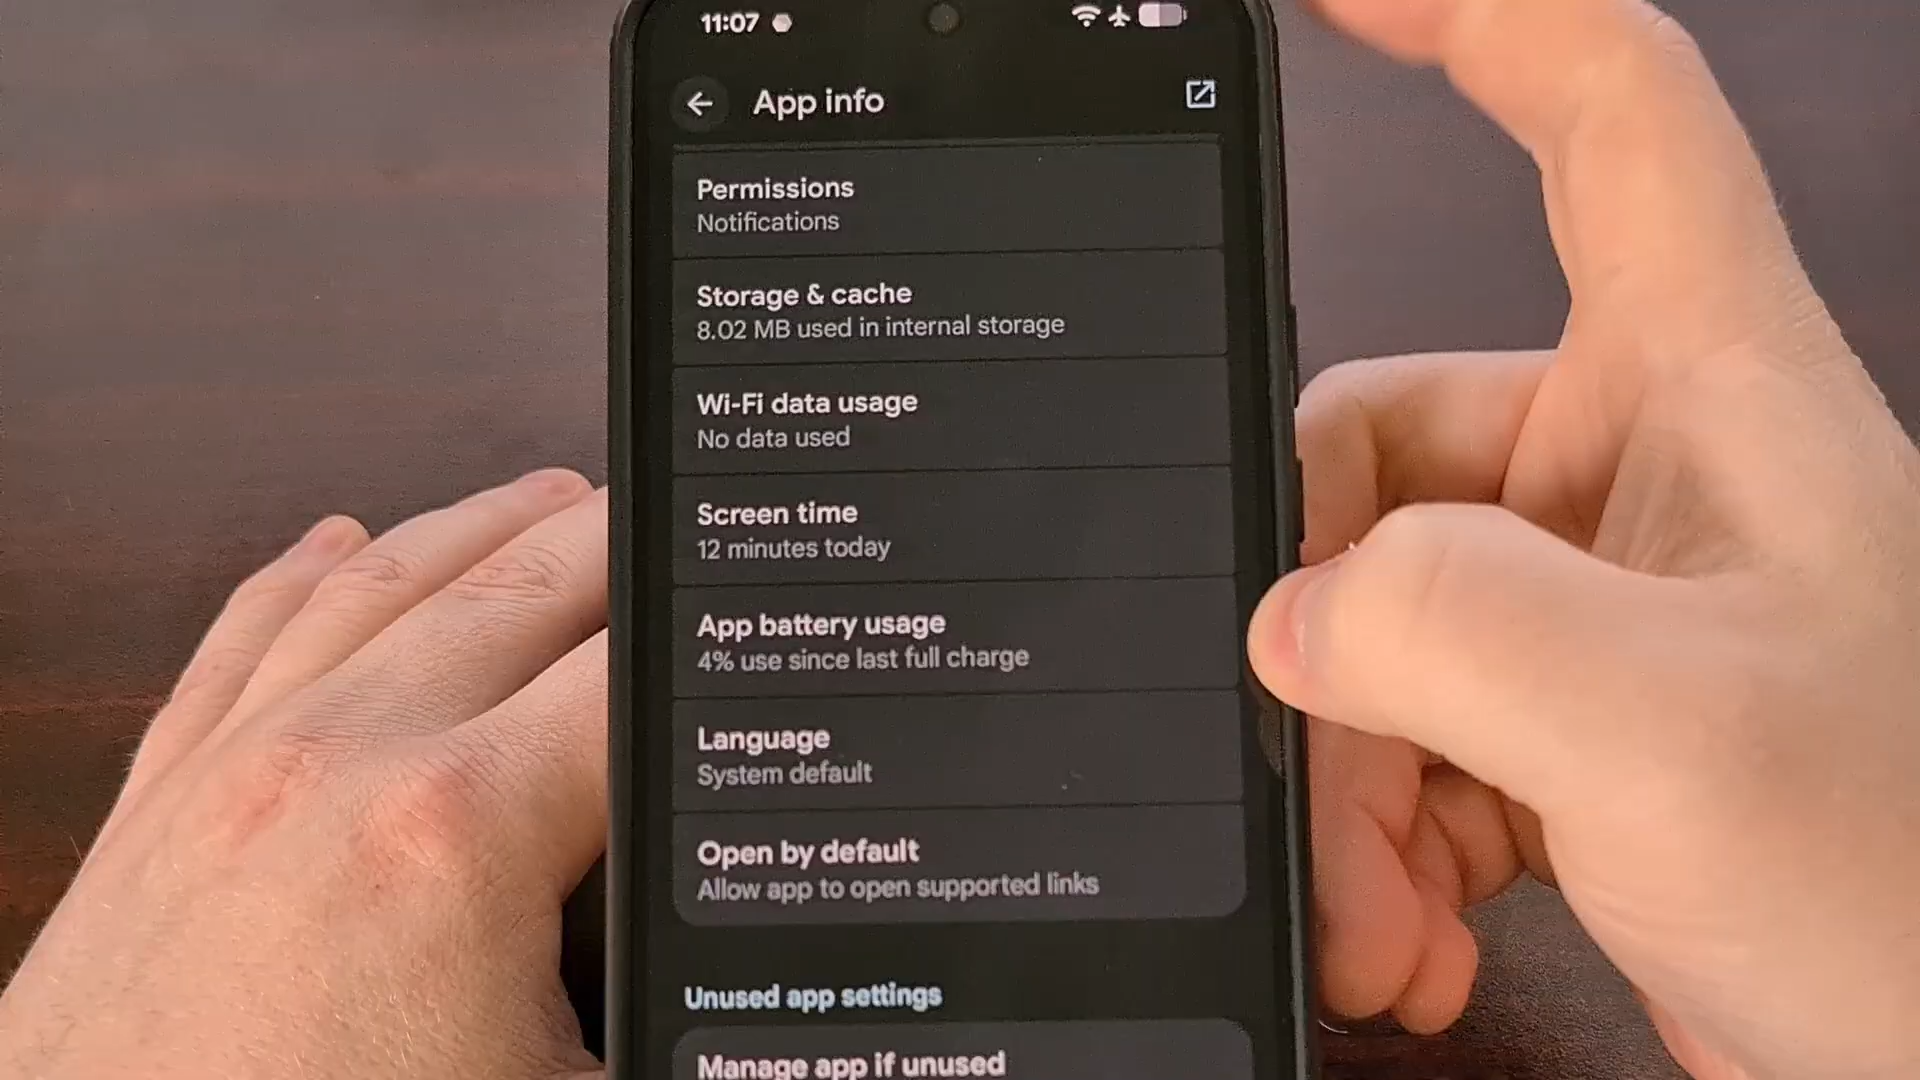 11:07
App info
Permissions
Notifications
Storage & cache
8.02 MB used in internal storage
Wi-Fi data usage
No data used
Screen time
12 minutes today
App battery usage
4% use since last full charge
Language
System default
Open by default
Allow app to open supported links
Unused app settings
Manage app if unused